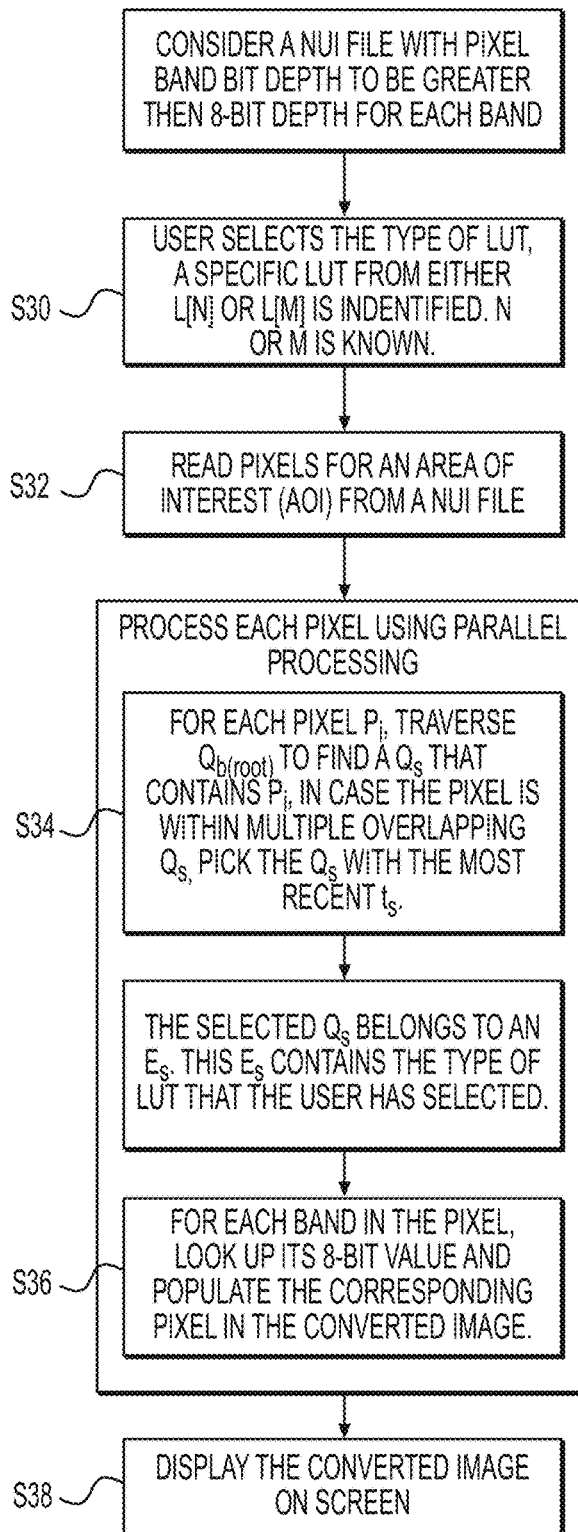 CONSIDER A NUI FILE WITH PIXEL
BAND BIT DEPTH TO BE GREATER
THEN 8-BIT DEPTH FOR EACH BAND
S30
USER SELECTS THE TYPE OF LUT,
A SPECIFIC LUT FROM EITHER
L[N] OR L[M] IS INDENTIFIED. N
OR M IS KNOWN.
S32
READ PIXELS FOR AN AREA OF
INTEREST (AOI) FROM A NUI FILE
PROCESS EACH PIXEL USING PARALLEL
PROCESSING
S34
FOR EACH PIXEL Pi, TRAVERSE
Qb(root) TO FIND A QS THAT
CONTAINS Pi, IN CASE THE PIXEL IS
WITHIN MULTIPLE OVERLAPPING
QS, PICK THE QS WITH THE MOST
RECENT tS.
THE SELECTED QS BELONGS TO AN
ES. THIS ES CONTAINS THE TYPE OF
LUT THAT THE USER HAS SELECTED.
S36
FOR EACH BAND IN THE PIXEL,
LOOK UP ITS 8-BIT VALUE AND
POPULATE THE CORRESPONDING
PIXEL IN THE CONVERTED IMAGE.
S38
DISPLAY THE CONVERTED IMAGE
ON SCREEN